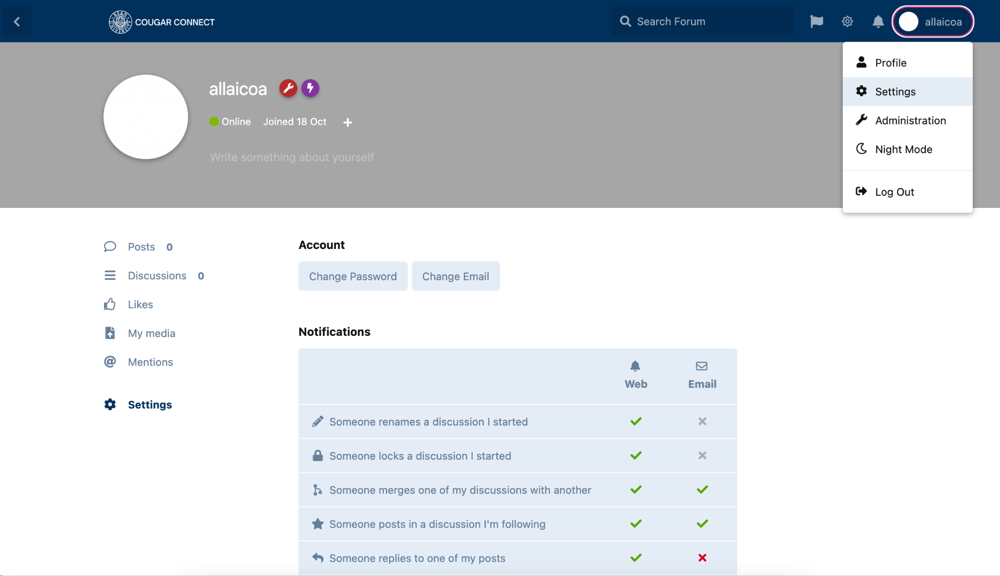 KEAN UNIVERSITY
COUGAR CONNECT
Search Forum
allaicoa
Profile
Settings
Administration
Night Mode
Log Out
allaicoa
Online Joined 18 Oct
Write something about yourself
Posts 0
Discussions 0
Likes
My media
Mentions
Settings
Account
Change Password Change Email
Notifications
Web Email
Someone renames a discussion I started
Someone locks a discussion I started
Someone merges one of my discussions with another
Someone posts in a discussion I'm following
Someone replies to one of my posts